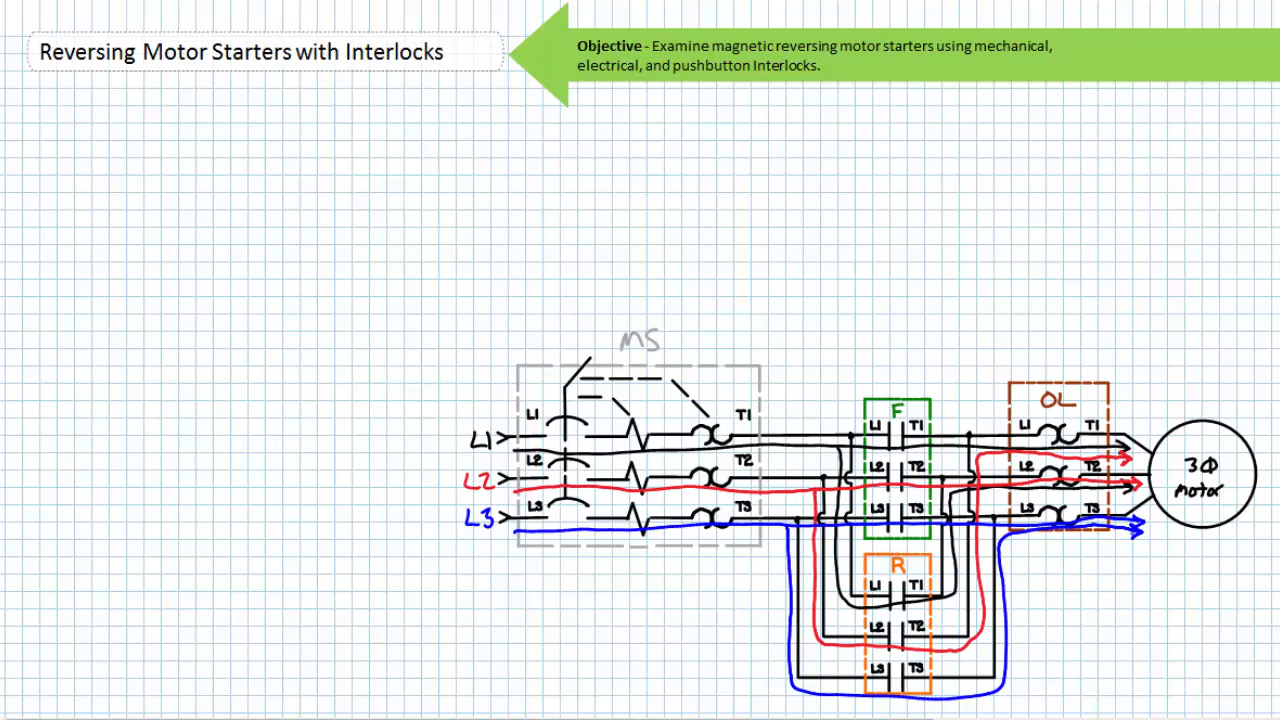 Reversing Motor Starters with Interlocks
Objective - Examine magnetic reversing motor starters using mechanical,
electrical, and pushbutton Interlocks.
MS
L1 T1
L2 T2
L3 T3
L1
L2
L3
F
L1 T1
L2 T2
L3 T3
R
L1 T1
L2 T2
L3 T3
OL
L1 T1
L2 T2
L3 T3
3Φ
motor